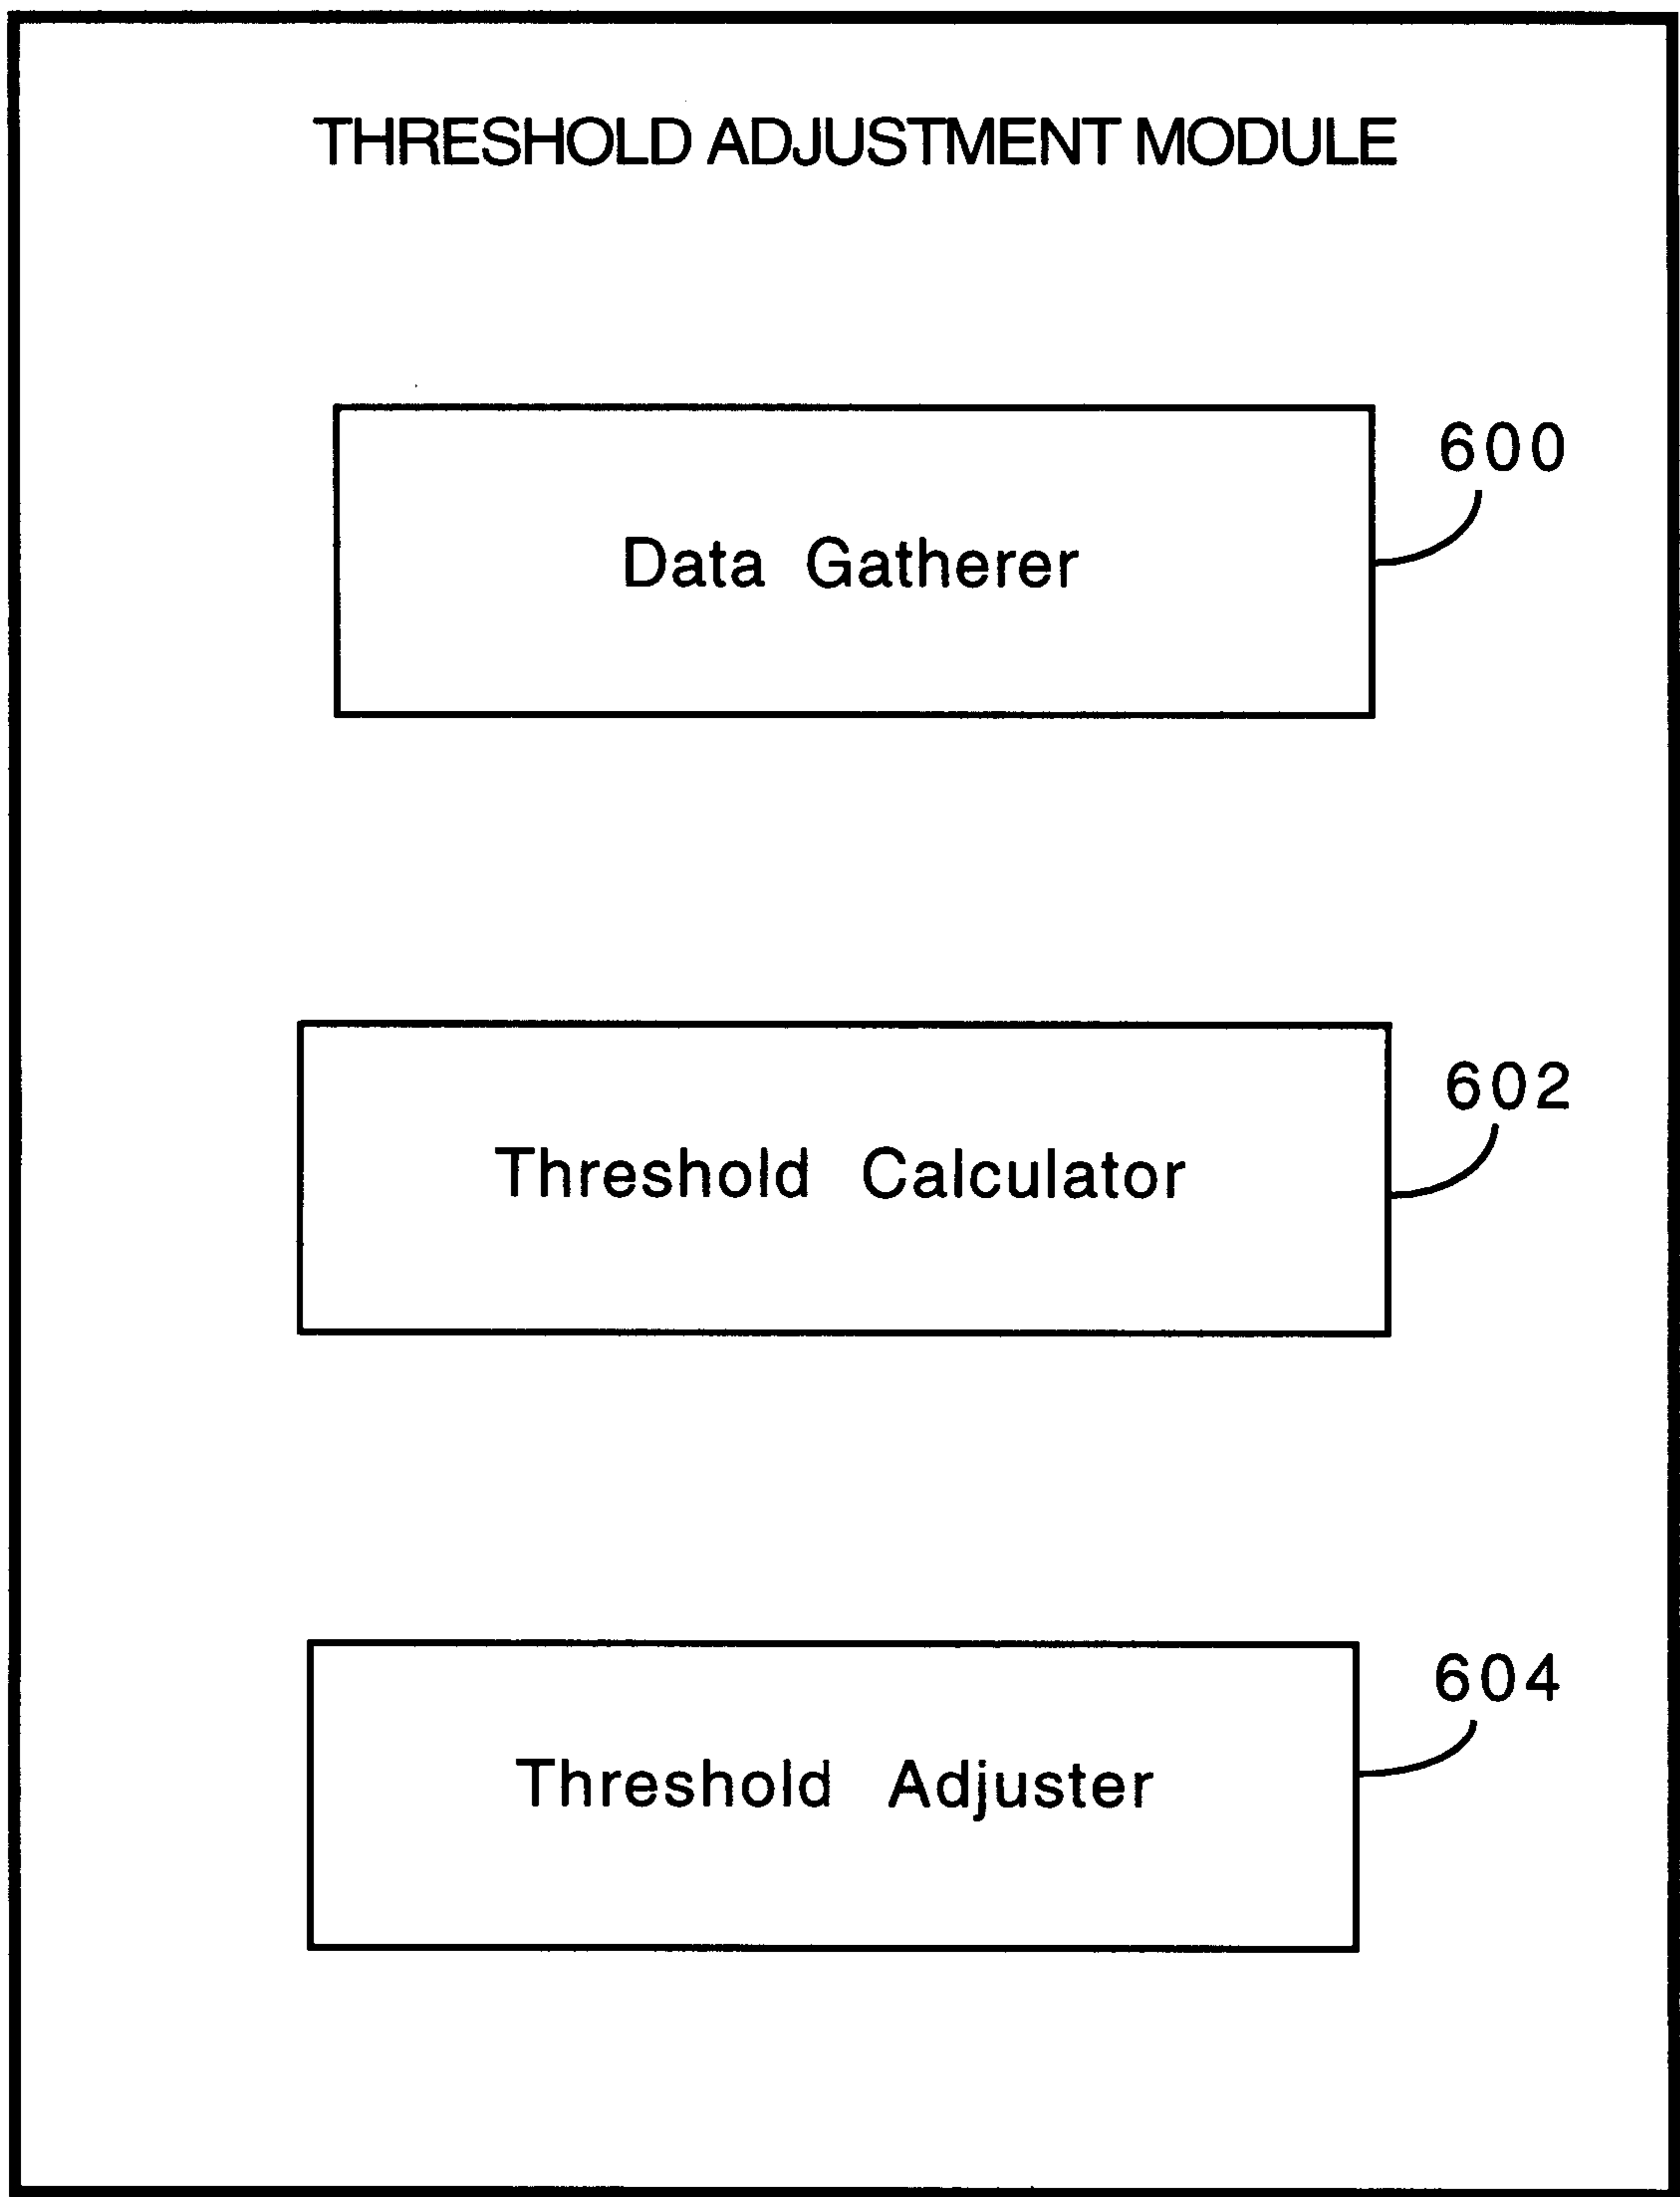 THRESHOLD ADJUSTMENT MODULE
600
Data Gatherer
602
Threshold Calculator
604
Threshold Adjuster